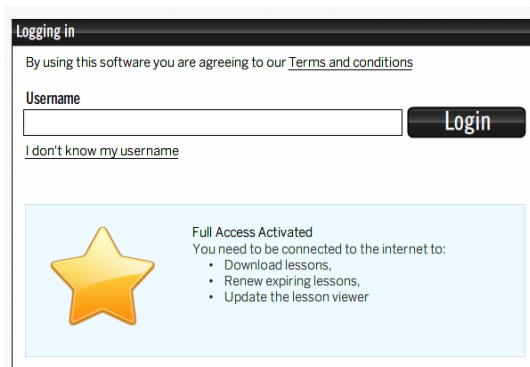 Logging in
By using this software you are agreeing to our Terms and conditions
Username
Login
I don't know my username
Full Access Activated
You need to be connected to the internet to:
• Download lessons,
• Renew expiring lessons,
• Update the lesson viewer